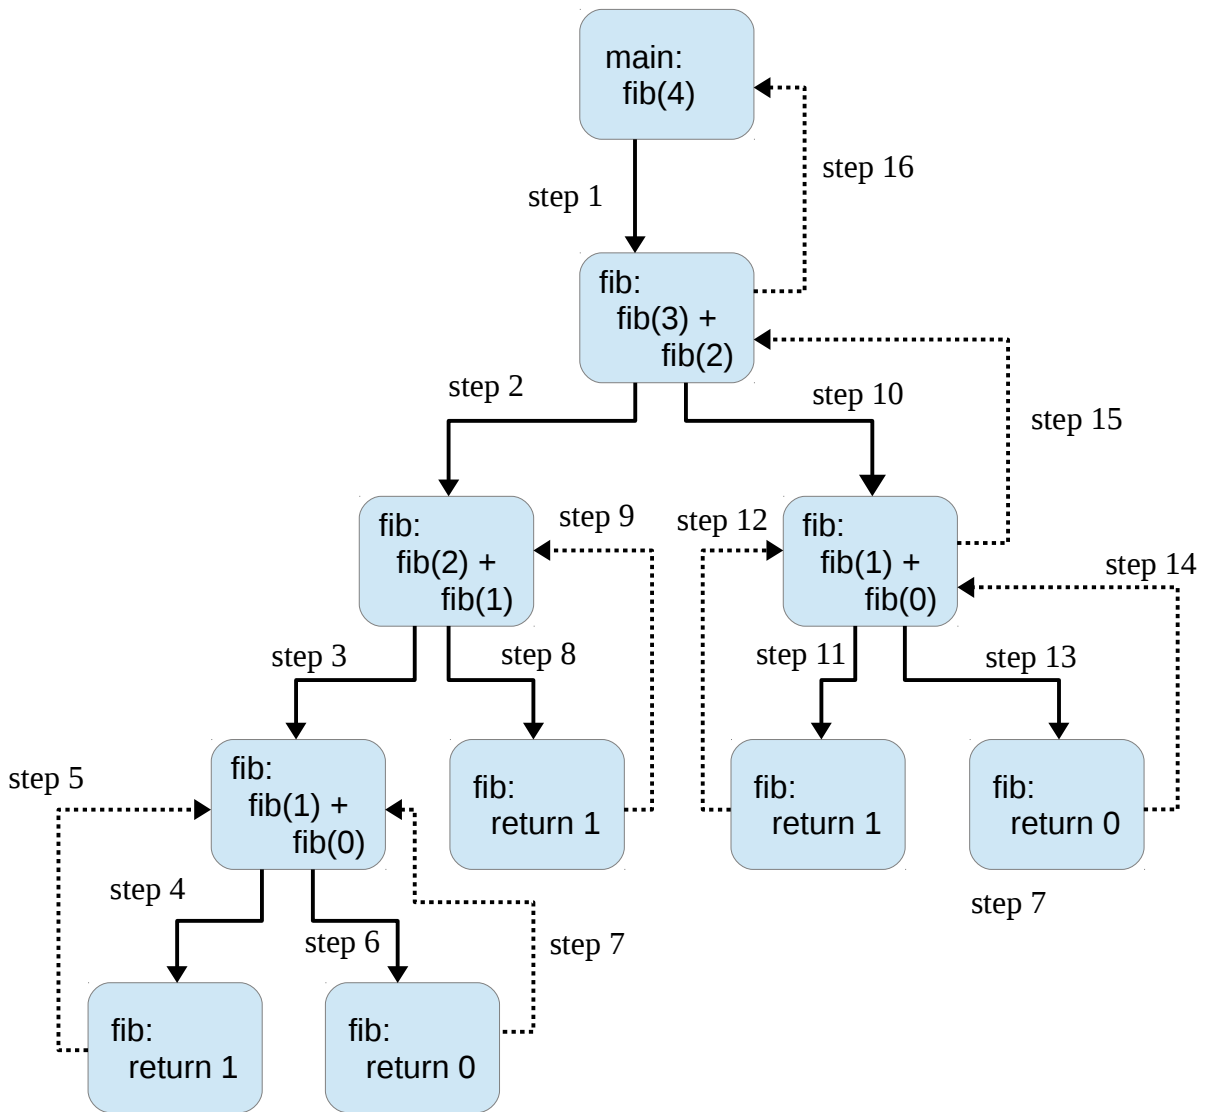 main:
fib(4)
step 16
step 1
fib:
fib(3) +
fib(2)
step 2
step 10
step 15
fib:
fib(2) +
fib(1)
step 9
step 12
fib:
fib(1) +
fib(0)
step 14
step 3
step 8
step 11
step 13
step 5
fib:
fib(1) +
fib(0)
fib:
return 1
fib:
return 1
fib:
return 0
step 4
step 6
step 7
step 7
fib:
return 1
fib:
return 0